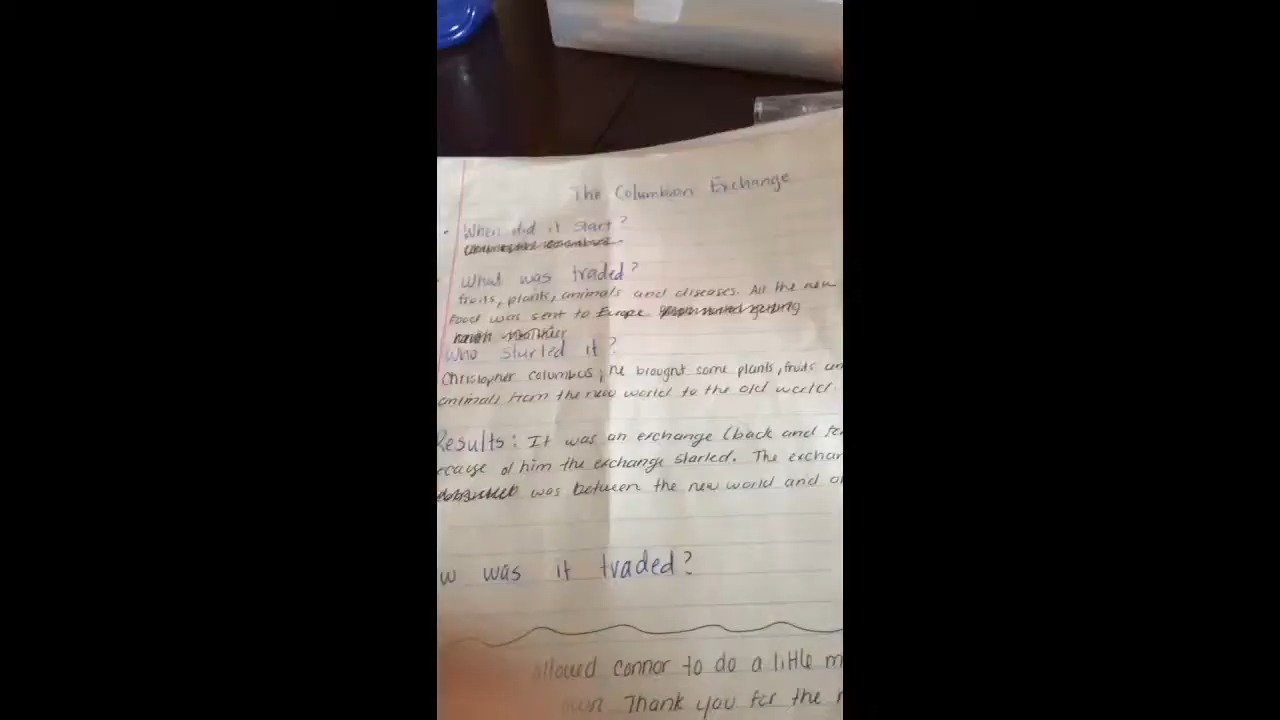 The Columbian Exchange
When did it start?
What was traded?
fruits, plants, animals and diseases. All the new
Food was sent to Europe.
Who started it?
Christopher Columbus, he brought some plants, fruits an
animals from the new world to the old world.
Results: It was an exchange (back and for
ecause of him the exchange started. The exchan
was between the new world and ol
w was it traded?
allowed connor to do a little m
own. Thank you for the